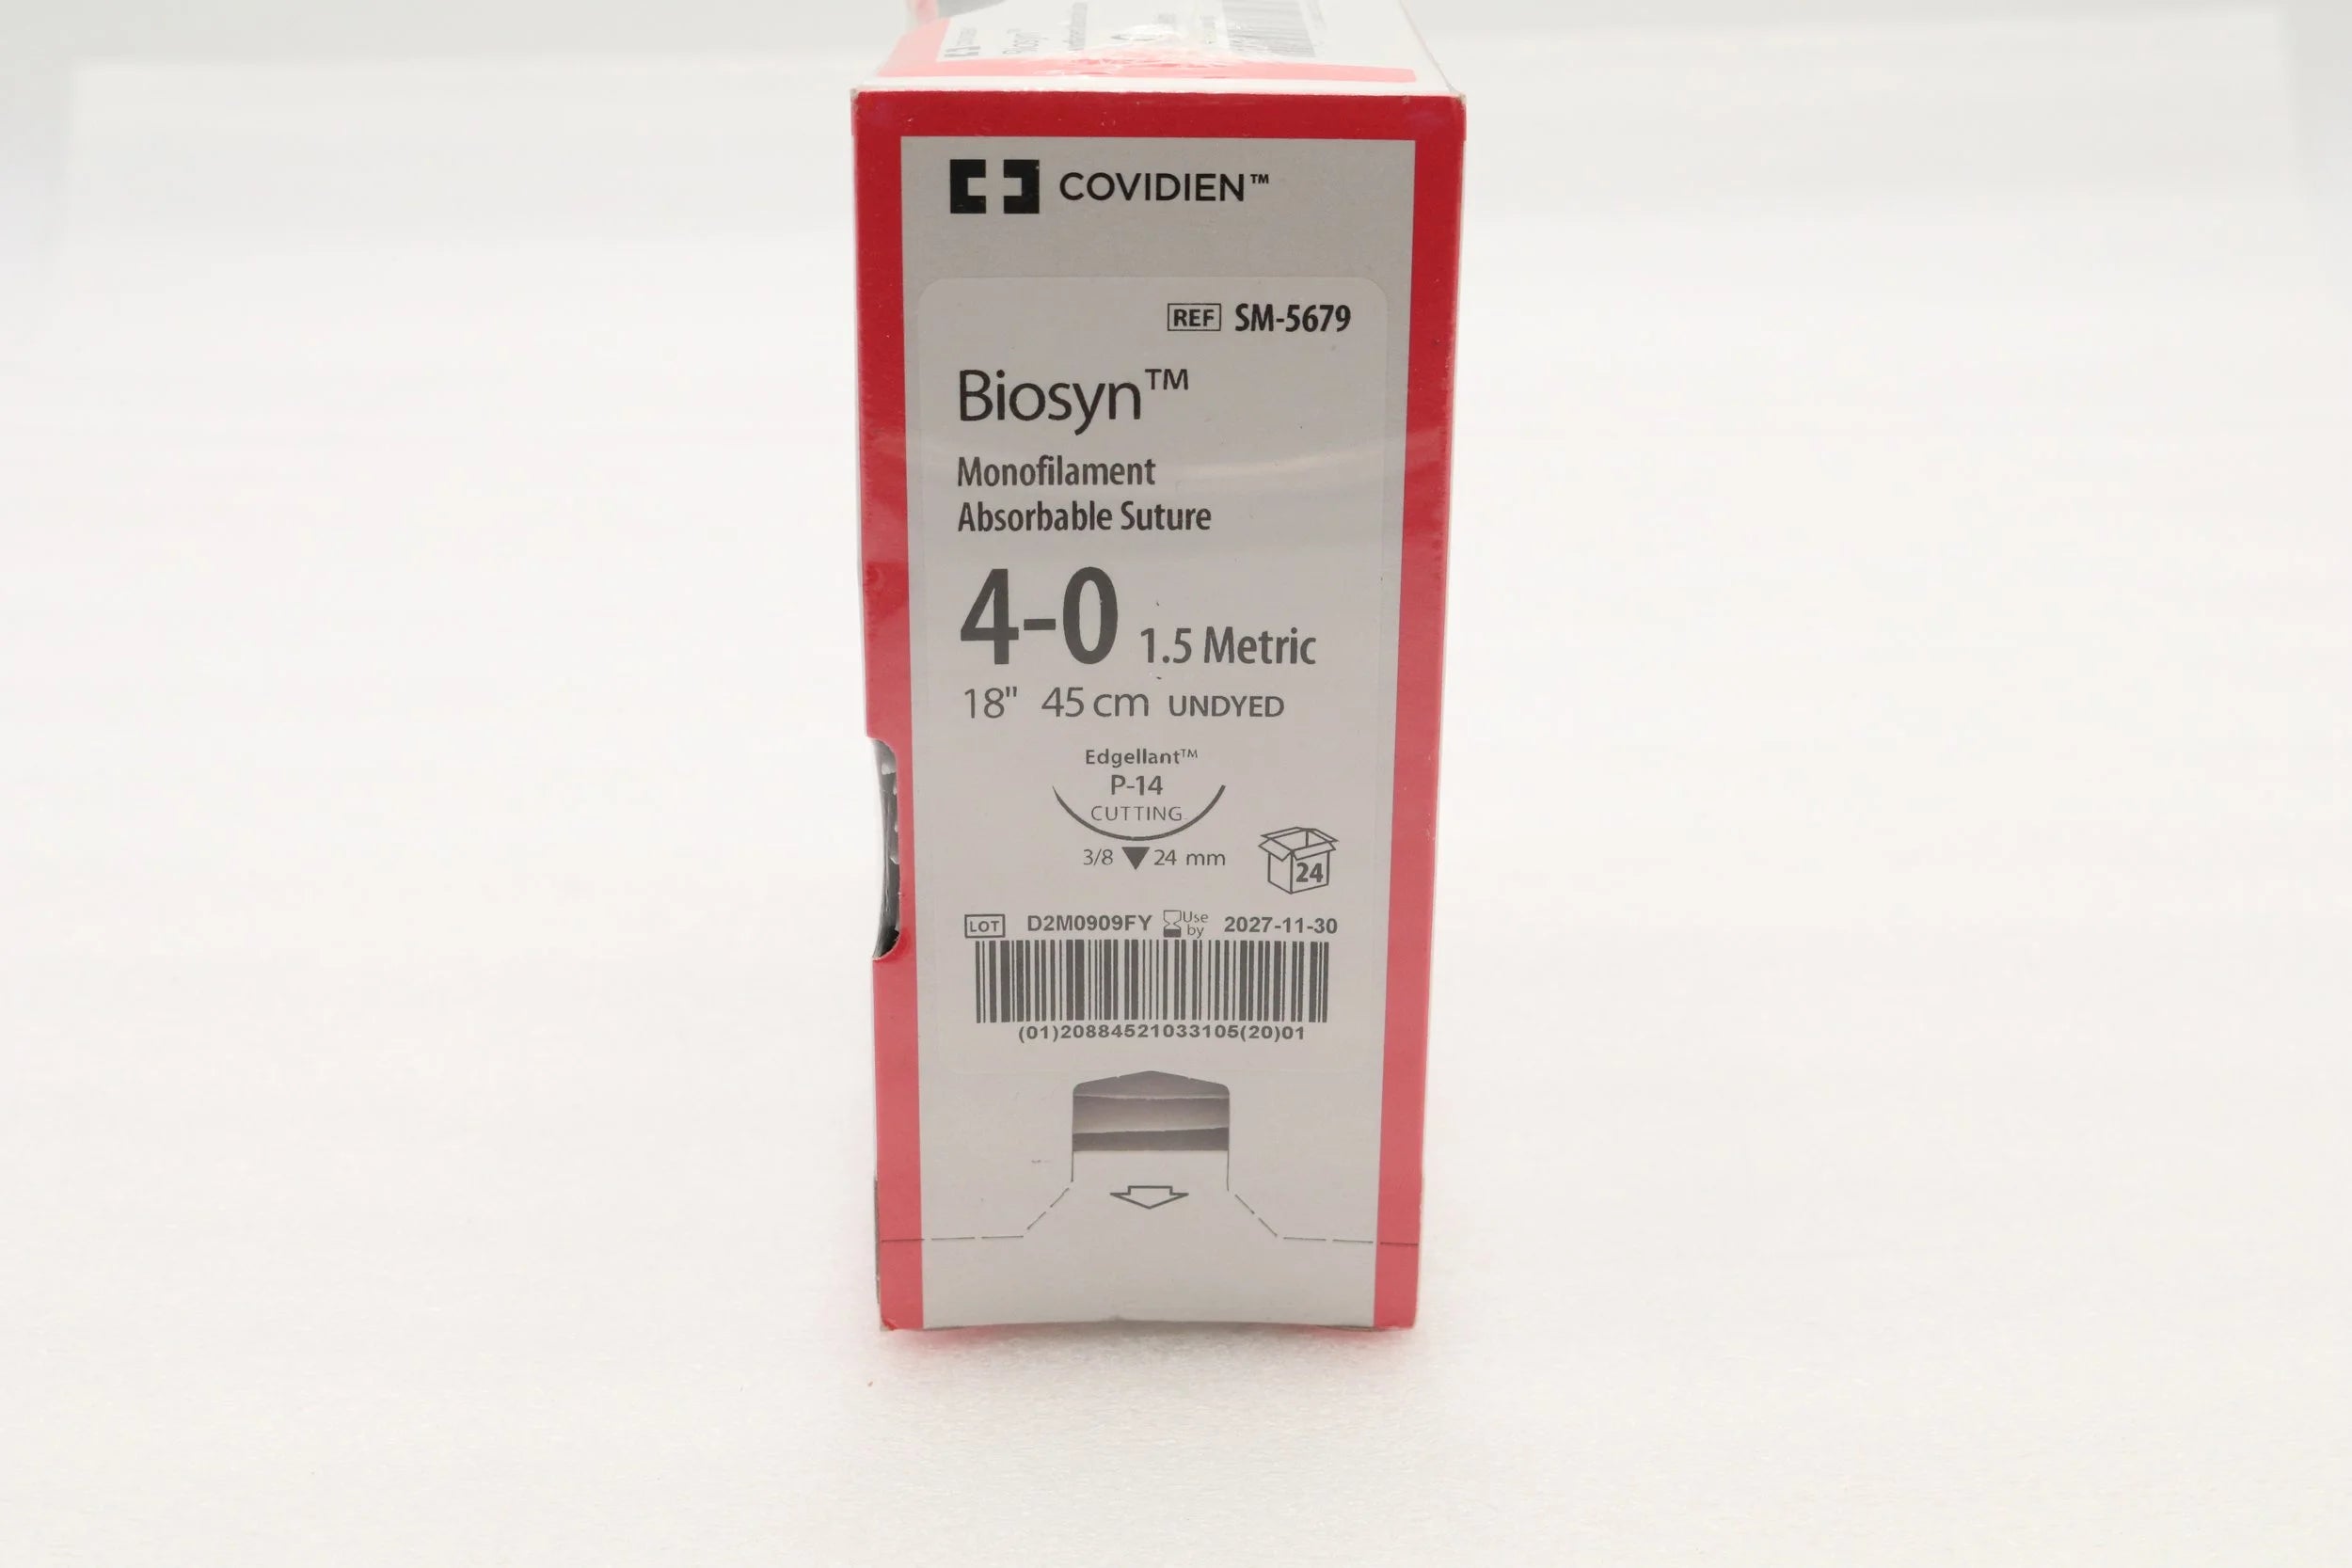 COVIDIEN™
REF SM-5679
Biosyn™
Monofilament
Absorbable Suture
4-0 1.5 Metric
18" 45 cm UNDYED
Edgellant™
P-14
CUTTING
3/8 24 mm
24
LOT D2M0909FY Use by 2027-11-30
(01)20884521033105(20)01